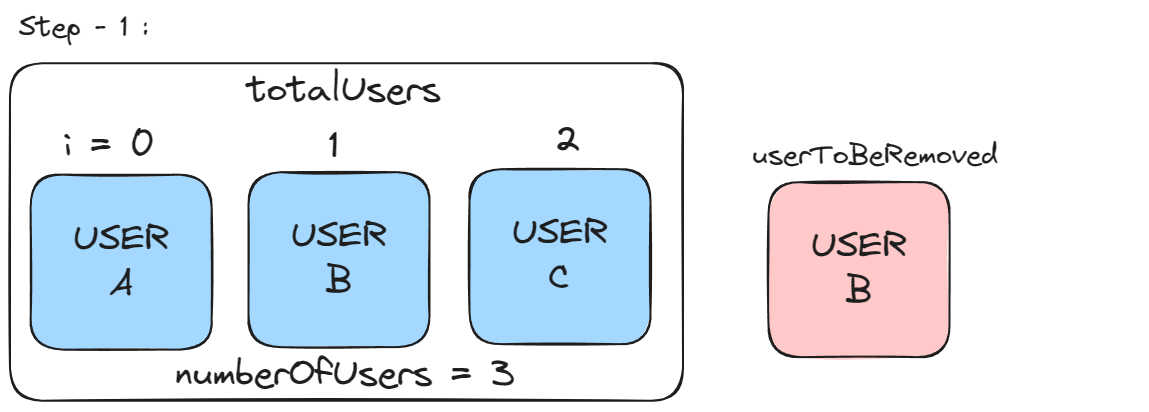 Step - 1 :
totalUsers
i = 0 1 2
userToBeRemoved
USER
A
USER
B
USER
C
USER
B
numberOfUsers = 3